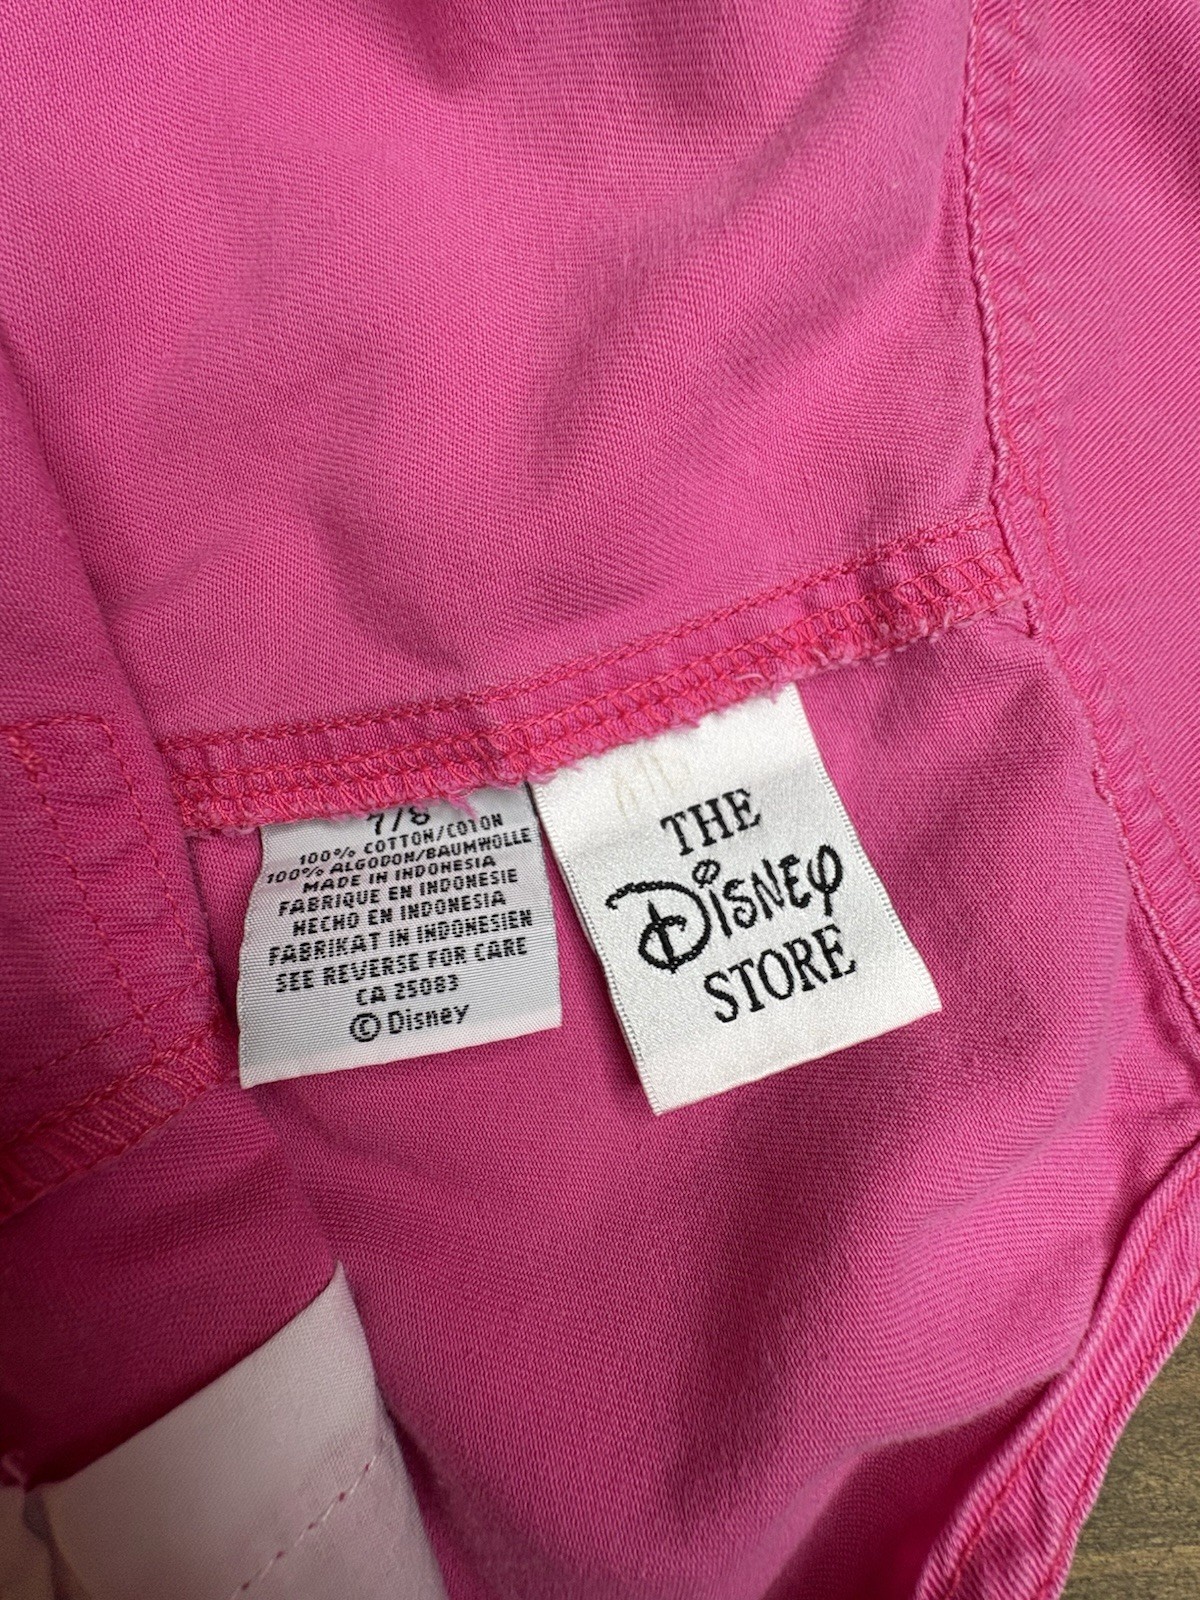 7/8
100% COTTON/COTON
100% ALGODON/BAUMWOLLE
MADE IN INDONESIA
FABRIQUE EN INDONESIE
HECHO EN INDONESIA
FABRIKAT IN INDONESIEN
SEE REVERSE FOR CARE
CA 25083
© Disney
THE
DISNEY
STORE